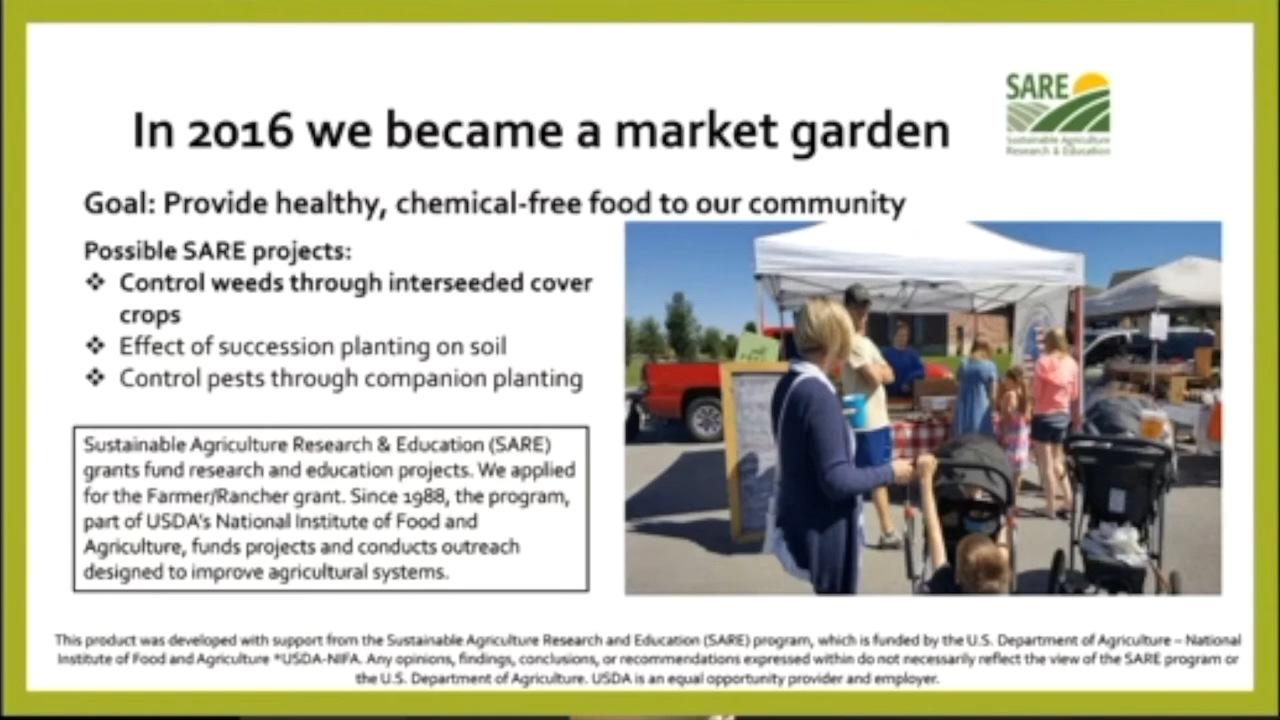 In 2016 we became a market garden
SARE
Sustainable Agriculture
Research & Education
Goal: Provide healthy, chemical-free food to our community
Possible SARE projects:
❖ Control weeds through interseeded cover
crops
❖ Effect of succession planting on soil
❖ Control pests through companion planting
Sustainable Agriculture Research & Education (SARE)
grants fund research and education projects. We applied
for the Farmer/Rancher grant. Since 1988, the program,
part of USDA's National Institute of Food and
Agriculture, funds projects and conducts outreach
designed to improve agricultural systems.
This product was developed with support from the Sustainable Agriculture Research and Education (SARE) program, which is funded by the U.S. Department of Agriculture – National
Institute of Food and Agriculture *USDA-NIFA. Any opinions, findings, conclusions, or recommendations expressed within do not necessarily reflect the view of the SARE program or
the U.S. Department of Agriculture. USDA is an equal opportunity provider and employer.